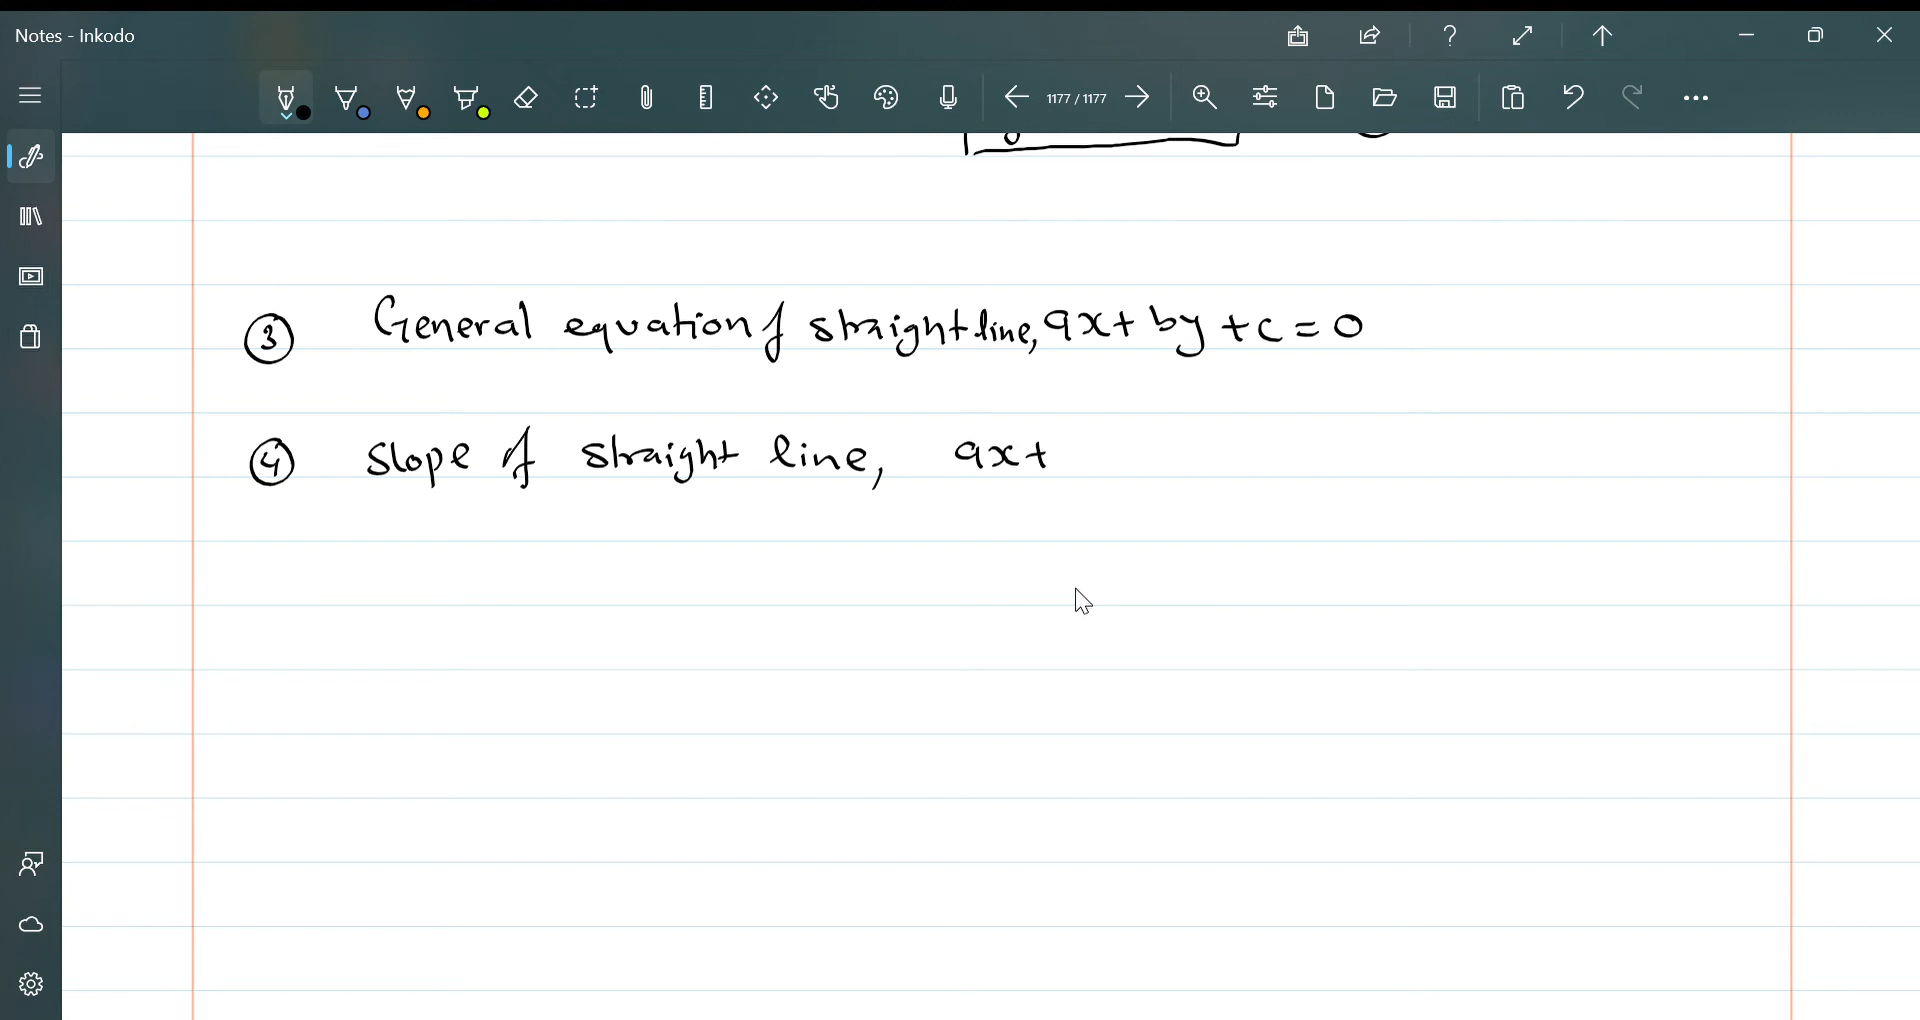 Notes - Inkodo
1177 / 1177
③ General equation of straight line, ax + by + c = 0
④ slope of straight line, ax +